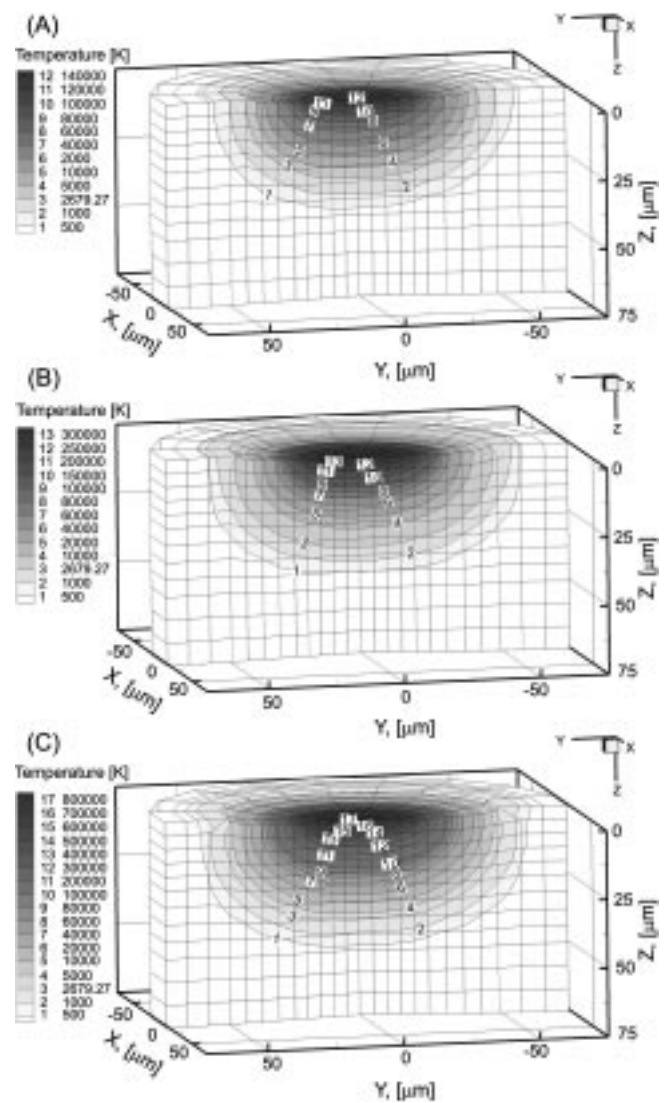 (A)
Y X
Z
Temperature [K]
12 140000
11 120000
10 100000
9 80000
8 60000
7 40000
6 2000
5 10000
4 5000
3 2679.27
2 1000
1 500
0
25
50
75
Z, [μm]
-50
0
50
X, [μm]
50 0 -50
Y, [μm]
(B)
Y X
Z
Temperature [K]
13 300000
12 250000
11 200000
10 150000
9 100000
8 80000
7 60000
6 40000
5 20000
4 10000
3 2679.27
2 1000
1 500
0
25
50
75
Z, [μm]
-50
0
50
X, [μm]
50 0 -50
Y, [μm]
(C)
Y X
Z
Temperature [K]
17 800000
16 700000
15 600000
14 500000
13 400000
12 300000
11 200000
10 100000
9 80000
8 60000
7 40000
6 20000
5 10000
4 5000
3 2679.27
2 1000
1 500
0
25
50
75
Z, [μm]
-50
0
50
X, [μm]
50 0 -50
Y, [μm]